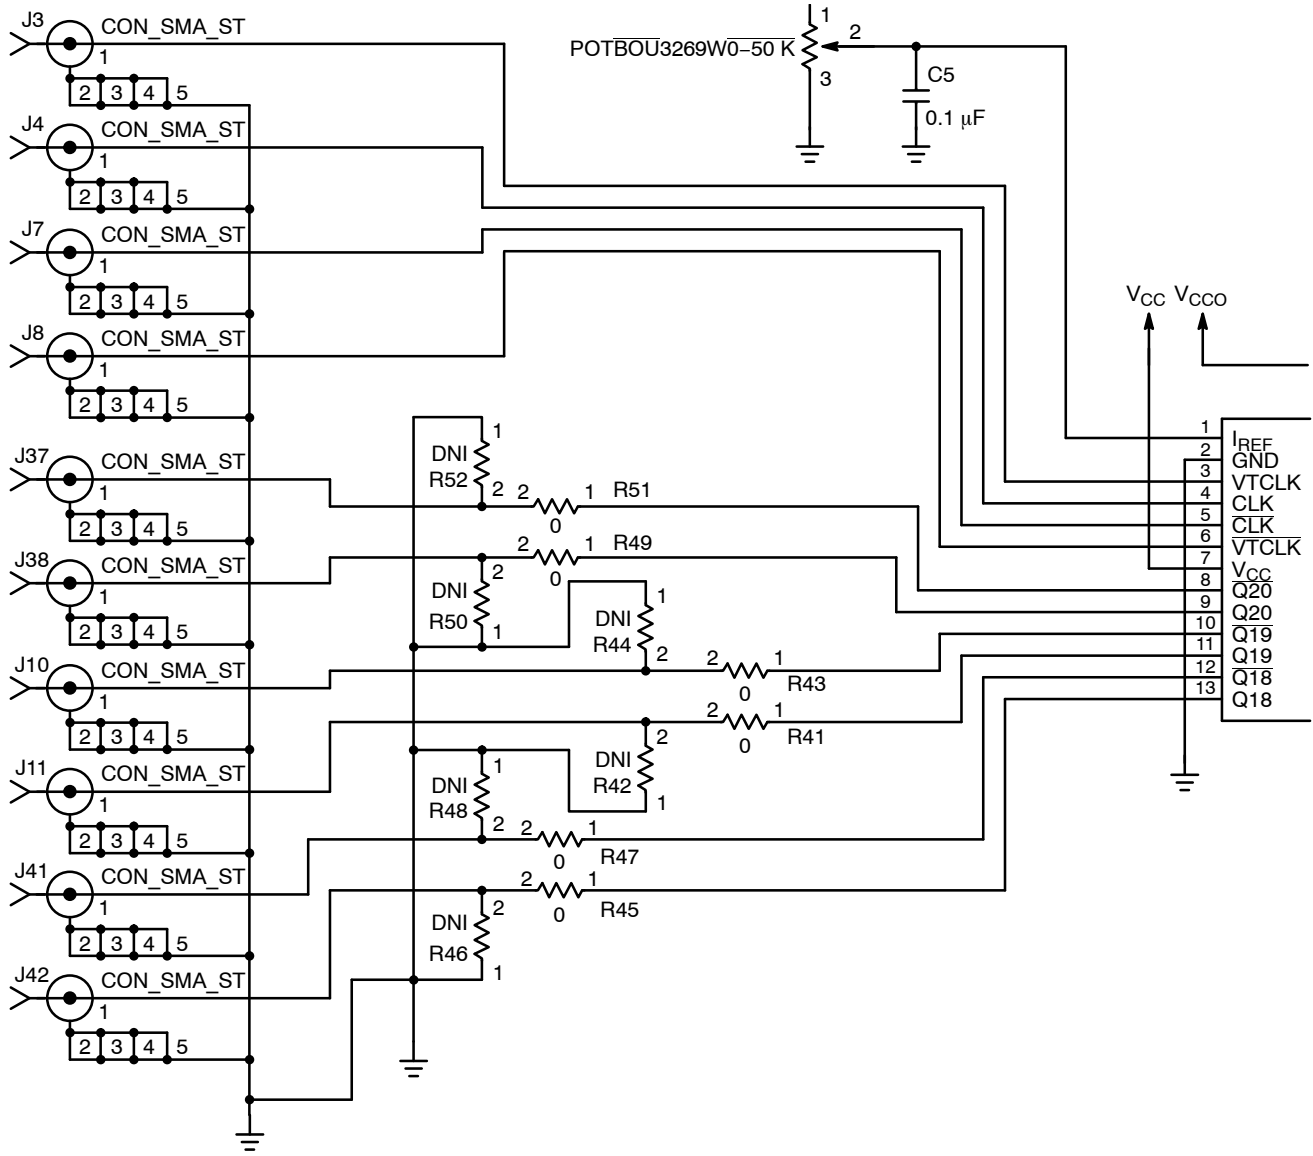 J3 CON_SMA_ST
1
2 3 4 5
J4 CON_SMA_ST
1
2 3 4 5
J7 CON_SMA_ST
1
2 3 4 5
J8 CON_SMA_ST
1
2 3 4 5
J37 CON_SMA_ST
1
2 3 4 5
J38 CON_SMA_ST
1
2 3 4 5
J10 CON_SMA_ST
1
2 3 4 5
J11 CON_SMA_ST
1
2 3 4 5
J41 CON_SMA_ST
1
2 3 4 5
J42 CON_SMA_ST
1
2 3 4 5
1
POTBOU3269W0–50 K 2
3
C5
0.1 µF
1
DNI
R52
2
2 1 R51
0
2 1 R49
0
2
DNI
R50
1
1
DNI
R44
2
2 1
R43
0
2 1
R41
0
2
DNI
R42
1
1
DNI
R48
2
2 1
R47
0
2 1
R45
0
2
DNI
R46
1
VCC VCCO
1 IREF
2 GND
3 VTCLK
4 CLK
5 C̅L̅K̅
6 V̅T̅C̅L̅K̅
7 VCC
8 Q̅2̅0̅
9 Q20
10 Q̅1̅9̅
11 Q19
12 Q̅1̅8̅
13 Q18